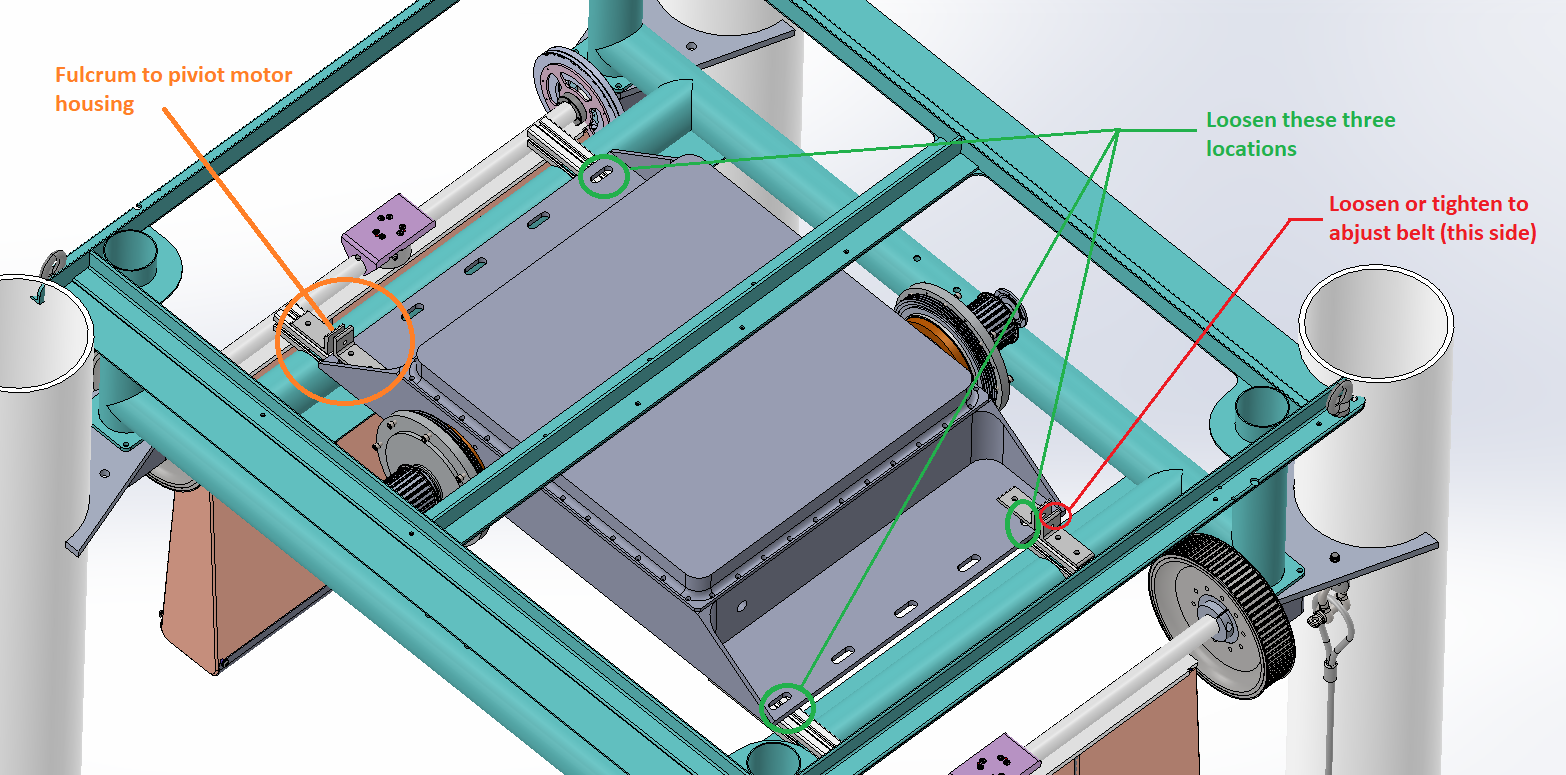 Fulcrum to piviot motor
housing
Loosen these three
locations
Loosen or tighten to
abjust belt (this side)